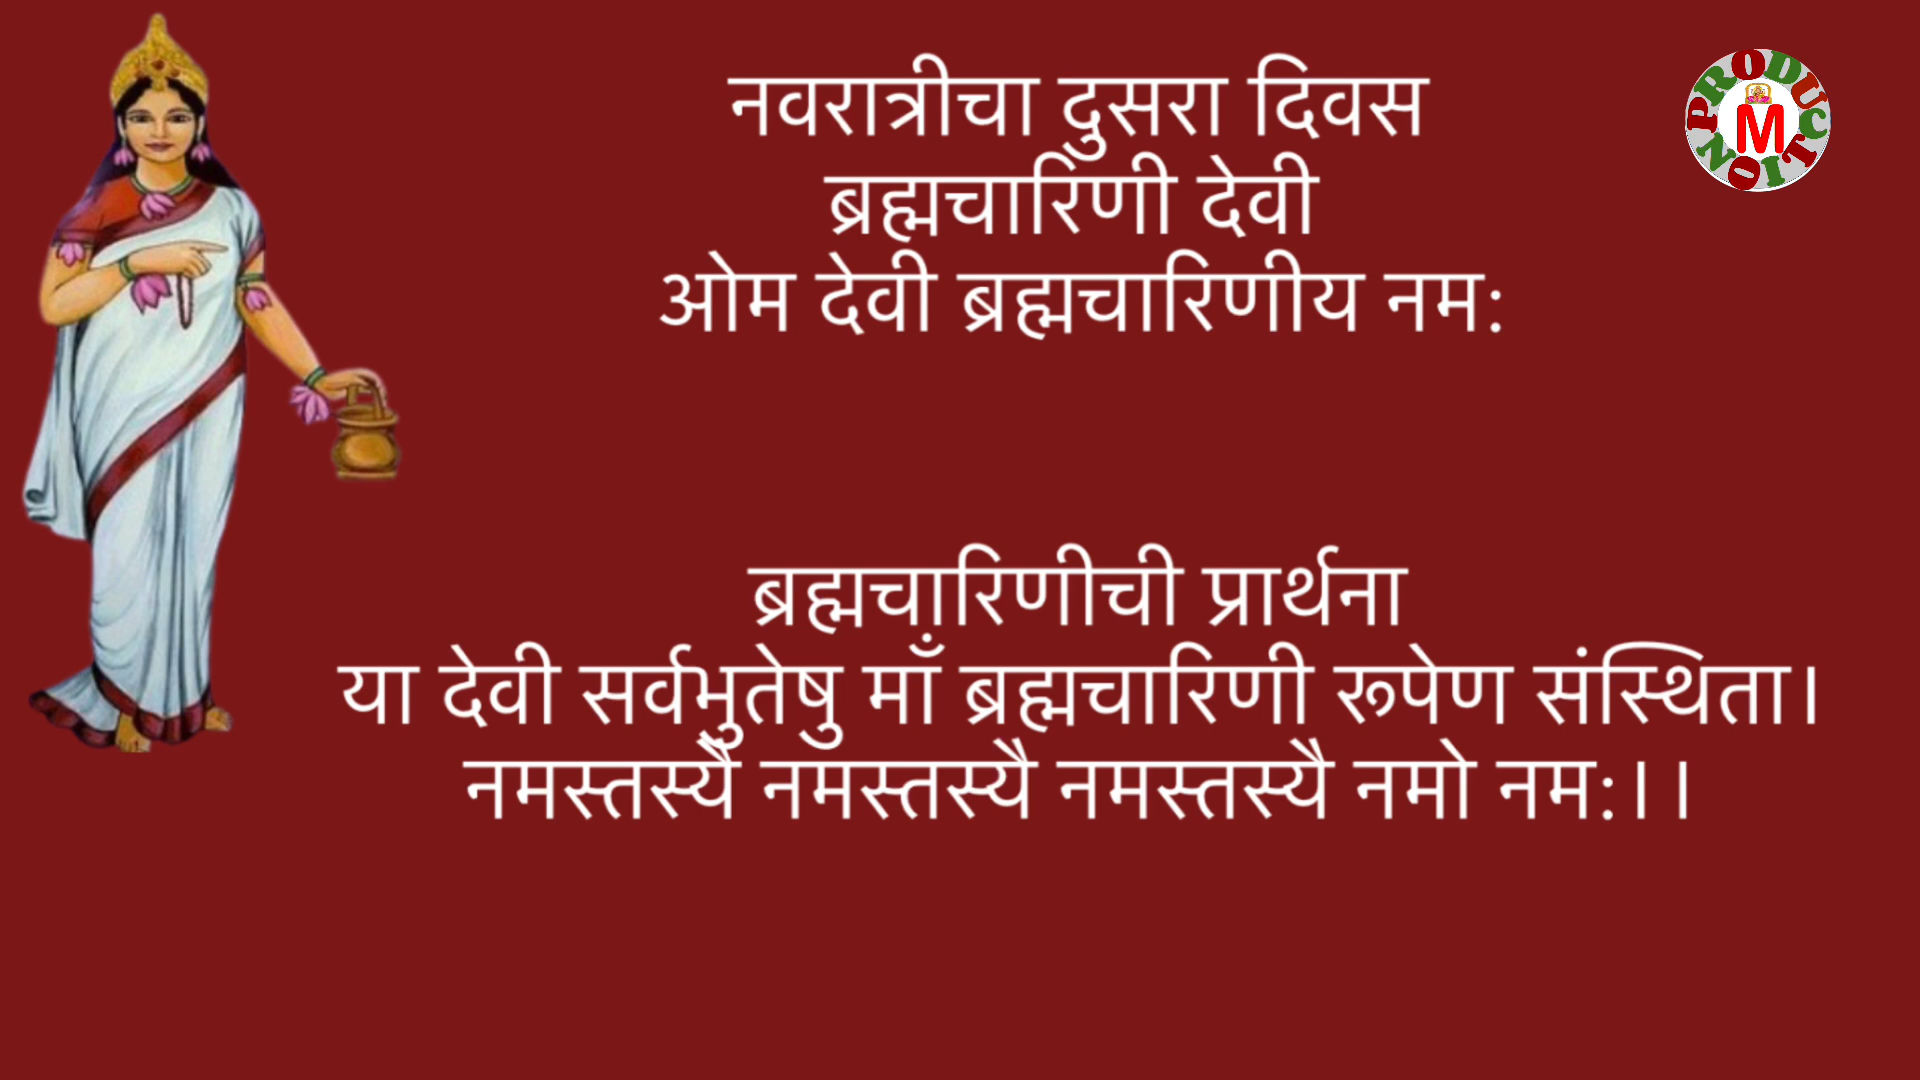 नवरात्रीचा दुसरा दिवस
ब्रह्मचारिणी देवी
ओम देवी ब्रह्मचारिणीय नम:
ब्रह्मचारिणीची प्रार्थना
या देवी सर्वभुतेषु माँ ब्रह्मचारिणी रूपेण संस्थिता।
नमस्तस्यै नमस्तस्यै नमस्तस्यै नमो नम:।।
PRODUCTION
M